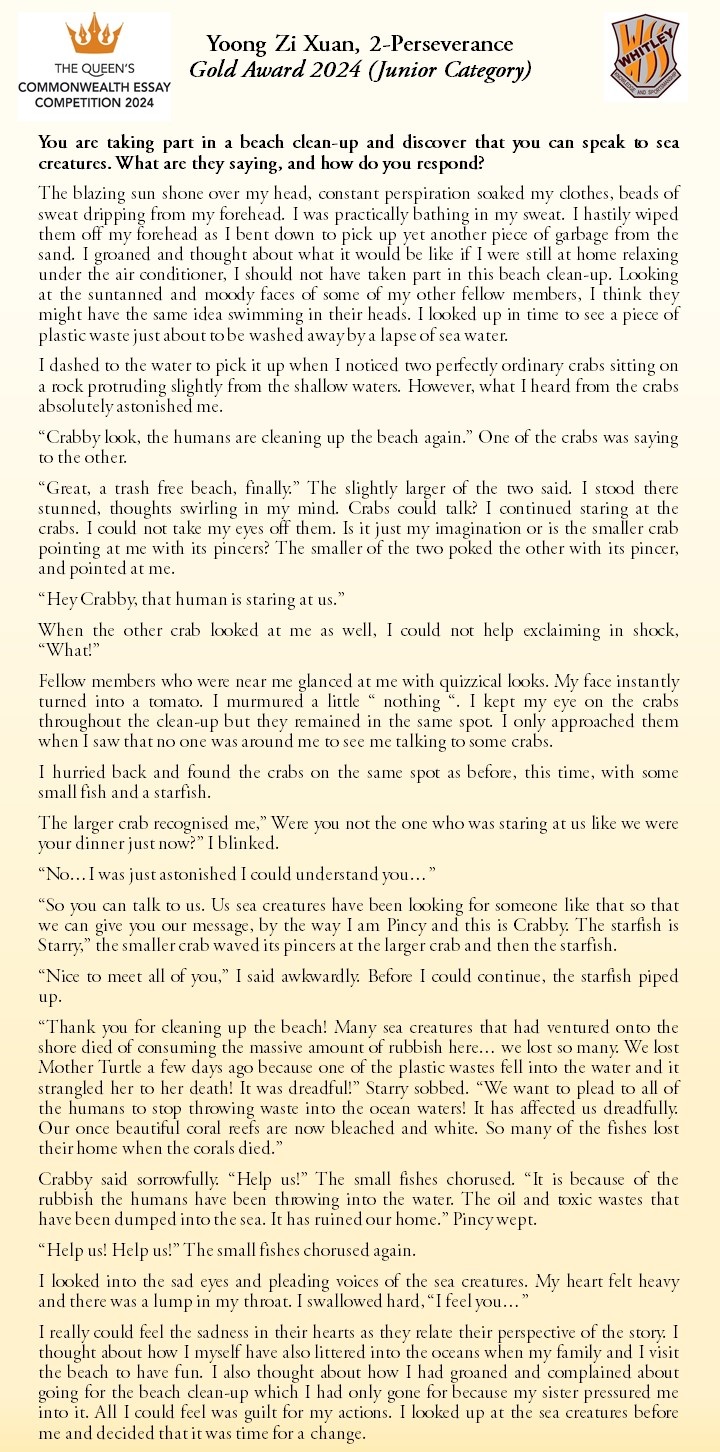 THE QUEEN'S
COMMONWEALTH ESSAY
COMPETITION 2024
Yoong Zi Xuan, 2-Perseverance
Gold Award 2024 (Junior Category)
WHITLEY
You are taking part in a beach clean-up and discover that you can speak to sea
creatures. What are they saying, and how do you respond?
The blazing sun shone over my head, constant perspiration soaked my clothes, beads of
sweat dripping from my forehead. I was practically bathing in my sweat. I hastily wiped
them off my forehead as I bent down to pick up yet another piece of garbage from the
sand. I groaned and thought about what it would be like if I were still at home relaxing
under the air conditioner, I should not have taken part in this beach clean-up. Looking
at the suntanned and moody faces of some of my other fellow members, I think they
might have the same idea swimming in their heads. I looked up in time to see a piece of
plastic waste just about to be washed away by a lapse of sea water.
I dashed to the water to pick it up when I noticed two perfectly ordinary crabs sitting on
a rock protruding slightly from the shallow waters. However, what I heard from the crabs
absolutely astonished me.
“Crabby look, the humans are cleaning up the beach again.” One of the crabs was saying
to the other.
“Great, a trash free beach, finally.” The slightly larger of the two said. I stood there
stunned, thoughts swirling in my mind. Crabs could talk? I continued staring at the
crabs. I could not take my eyes off them. Is it just my imagination or is the smaller crab
pointing at me with its pincers? The smaller of the two poked the other with its pincer,
and pointed at me.
“Hey Crabby, that human is staring at us.”
When the other crab looked at me as well, I could not help exclaiming in shock,
“What!”
Fellow members who were near me glanced at me with quizzical looks. My face instantly
turned into a tomato. I murmured a little “ nothing “. I kept my eye on the crabs
throughout the clean-up but they remained in the same spot. I only approached them
when I saw that no one was around me to see me talking to some crabs.
I hurried back and found the crabs on the same spot as before, this time, with some
small fish and a starfish.
The larger crab recognised me,” Were you not the one who was staring at us like we were
your dinner just now?” I blinked.
“No…I was just astonished I could understand you…”
“So you can talk to us. Us sea creatures have been looking for someone like that so that
we can give you our message, by the way I am Pincy and this is Crabby. The starfish is
Starry,” the smaller crab waved its pincers at the larger crab and then the starfish.
“Nice to meet all of you,” I said awkwardly. Before I could continue, the starfish piped
up.
“Thank you for cleaning up the beach! Many sea creatures that had ventured onto the
shore died of consuming the massive amount of rubbish here… we lost so many. We lost
Mother Turtle a few days ago because one of the plastic wastes fell into the water and it
strangled her to her death! It was dreadful!” Starry sobbed. “We want to plead to all of
the humans to stop throwing waste into the ocean waters! It has affected us dreadfully.
Our once beautiful coral reefs are now bleached and white. So many of the fishes lost
their home when the corals died.”
Crabby said sorrowfully. “Help us!” The small fishes chorused. “It is because of the
rubbish the humans have been throwing into the water. The oil and toxic wastes that
have been dumped into the sea. It has ruined our home.” Pincy wept.
“Help us! Help us!” The small fishes chorused again.
I looked into the sad eyes and pleading voices of the sea creatures. My heart felt heavy
and there was a lump in my throat. I swallowed hard, “I feel you…”
I really could feel the sadness in their hearts as they relate their perspective of the story. I
thought about how I myself have also littered into the oceans when my family and I visit
the beach to have fun. I also thought about how I had groaned and complained about
going for the beach clean-up which I had only gone for because my sister pressured me
into it. All I could feel was guilt for my actions. I looked up at the sea creatures before
me and decided that it was time for a change.